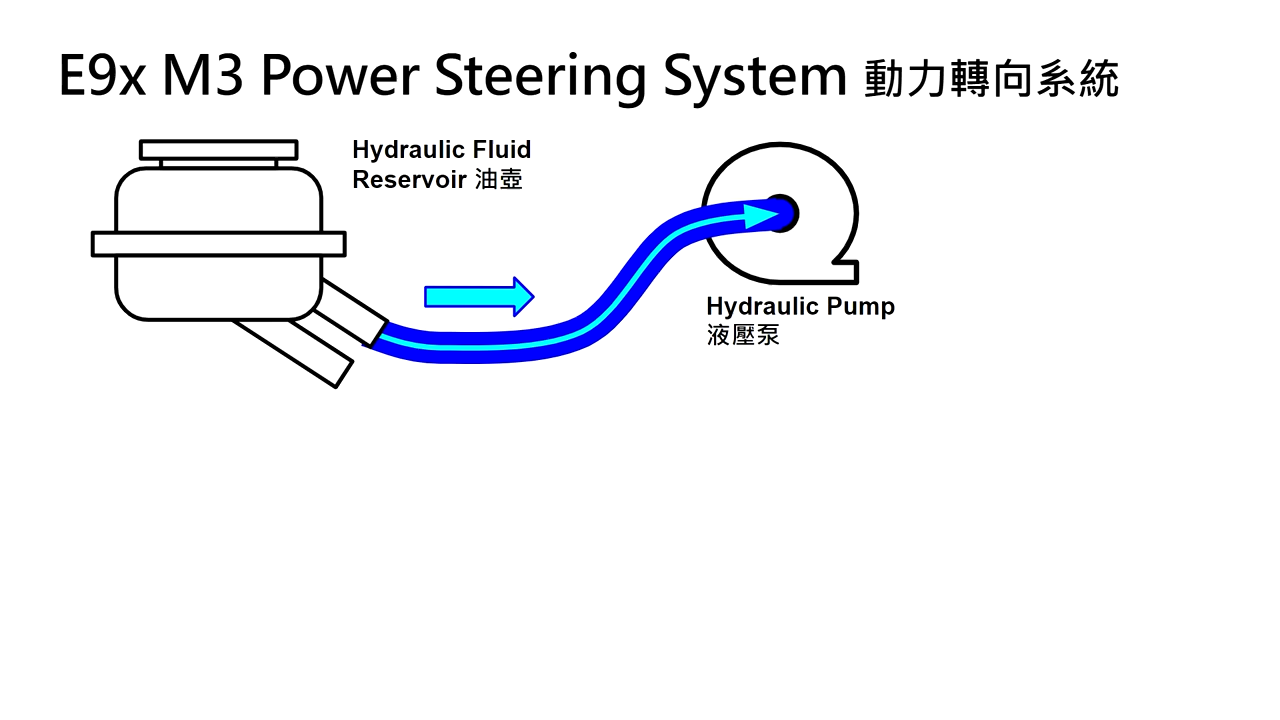 E9x M3 Power Steering System 動力轉向系統
Hydraulic Fluid
Reservoir 油壺
Hydraulic Pump
液壓泵